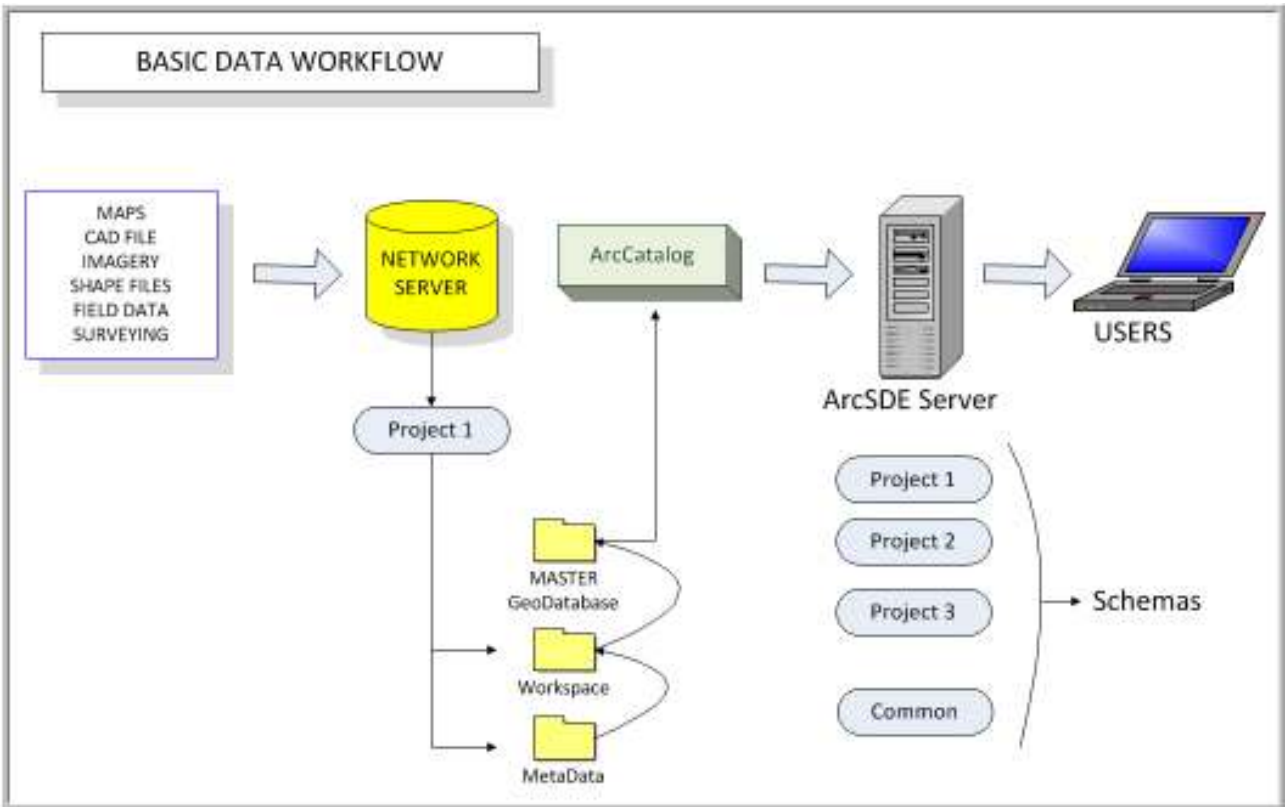 BASIC DATA WORKFLOW
MAPS
CAD FILE
IMAGERY
SHAPE FILES
FIELD DATA
SURVEYING
NETWORK
SERVER
ArcCatalog
ArcSDE Server
USERS
Project 1
MASTER
GeoDatabase
Workspace
MetaData
Project 1
Project 2
Project 3
Common
Schemas